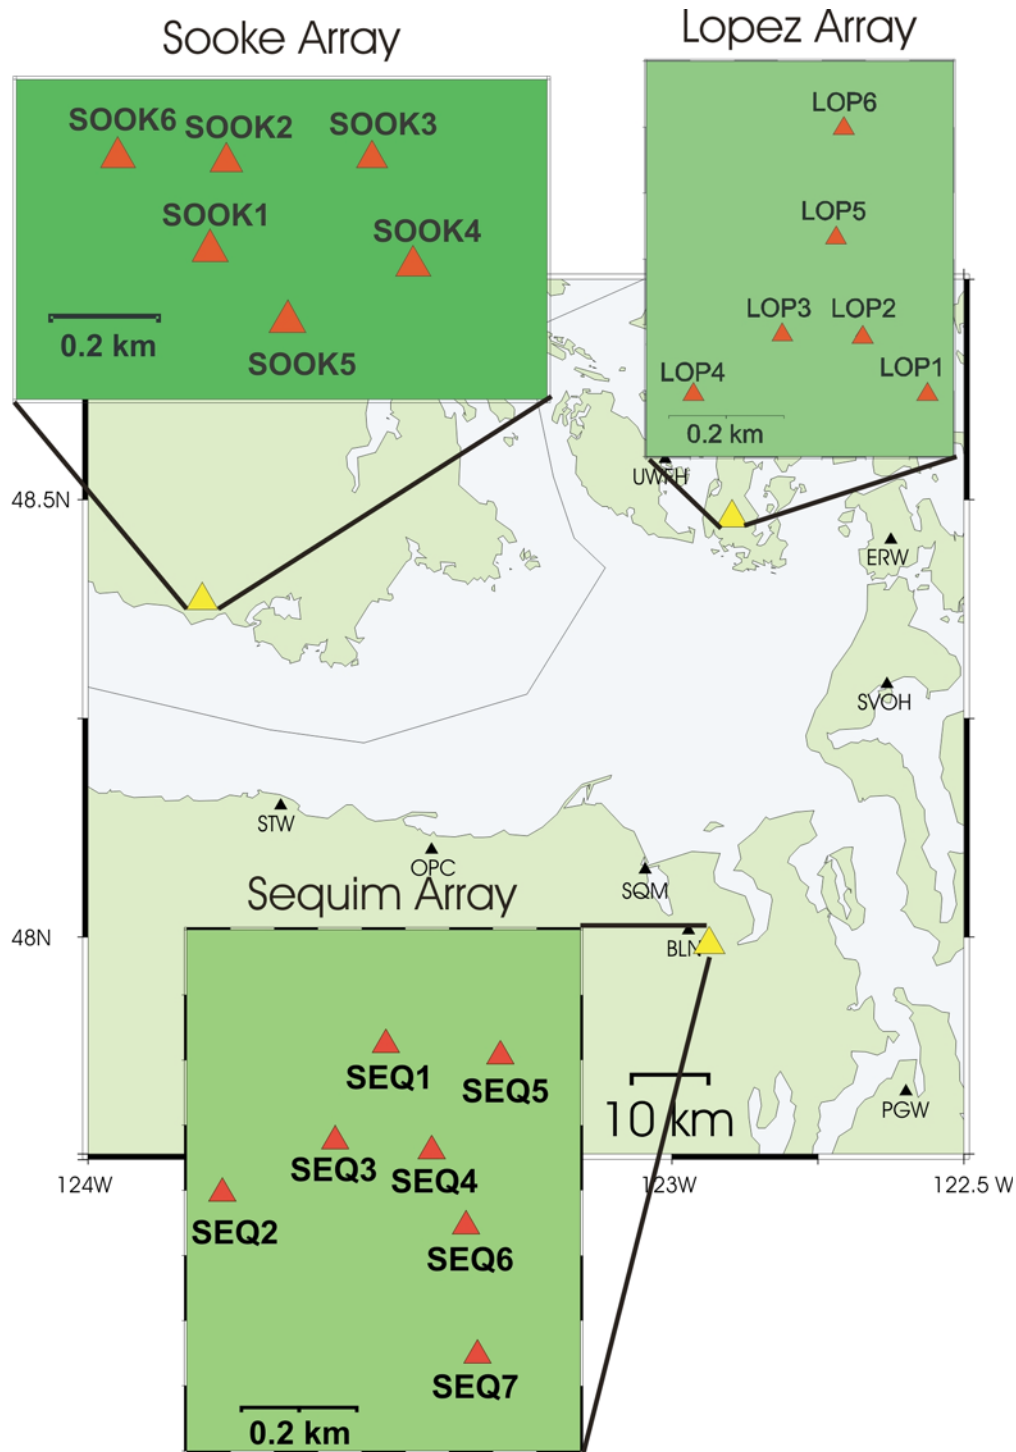 Sooke Array
Lopez Array
SOOK6
SOOK2
SOOK3
SOOK1
SOOK4
SOOK5
0.2 km
LOP6
LOP5
LOP3
LOP2
LOP4
LOP1
0.2 km
UWFH
48.5N
ERW
SVOH
STW
OPC
SQM
Sequim Array
48N
BLN
SEQ1
SEQ5
10 km
PGW
SEQ3
SEQ4
124W
123W
122.5 W
SEQ2
SEQ6
SEQ7
0.2 km